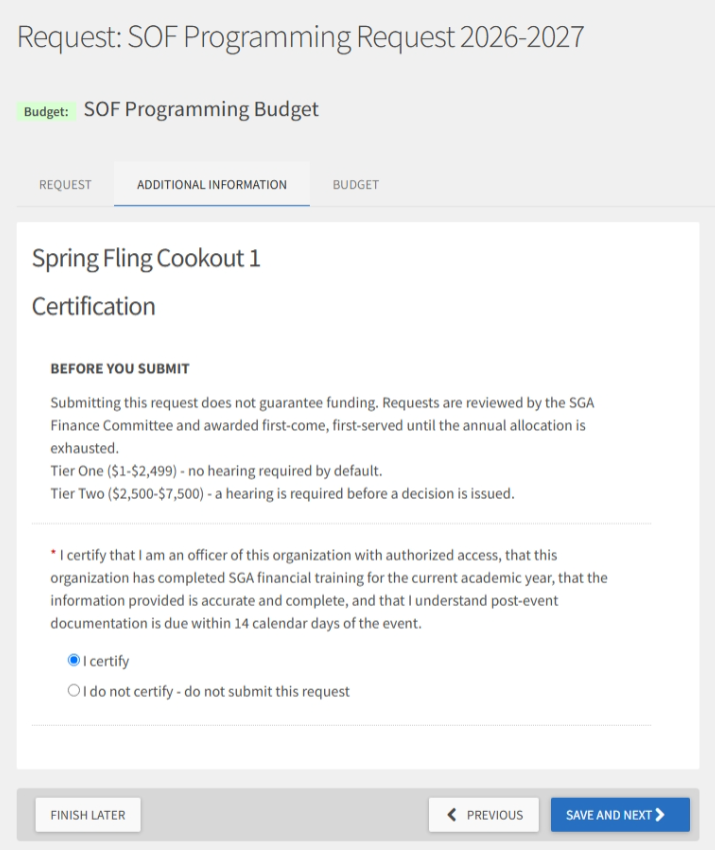 Request: SOF Programming Request 2026-2027
Budget: SOF Programming Budget
REQUEST
ADDITIONAL INFORMATION
BUDGET
Spring Fling Cookout 1
Certification
BEFORE YOU SUBMIT
Submitting this request does not guarantee funding. Requests are reviewed by the SGA
Finance Committee and awarded first-come, first-served until the annual allocation is
exhausted.
Tier One ($1-$2,499) - no hearing required by default.
Tier Two ($2,500-$7,500) - a hearing is required before a decision is issued.
* I certify that I am an officer of this organization with authorized access, that this
organization has completed SGA financial training for the current academic year, that the
information provided is accurate and complete, and that I understand post-event
documentation is due within 14 calendar days of the event.
I certify
I do not certify - do not submit this request
FINISH LATER
PREVIOUS
SAVE AND NEXT